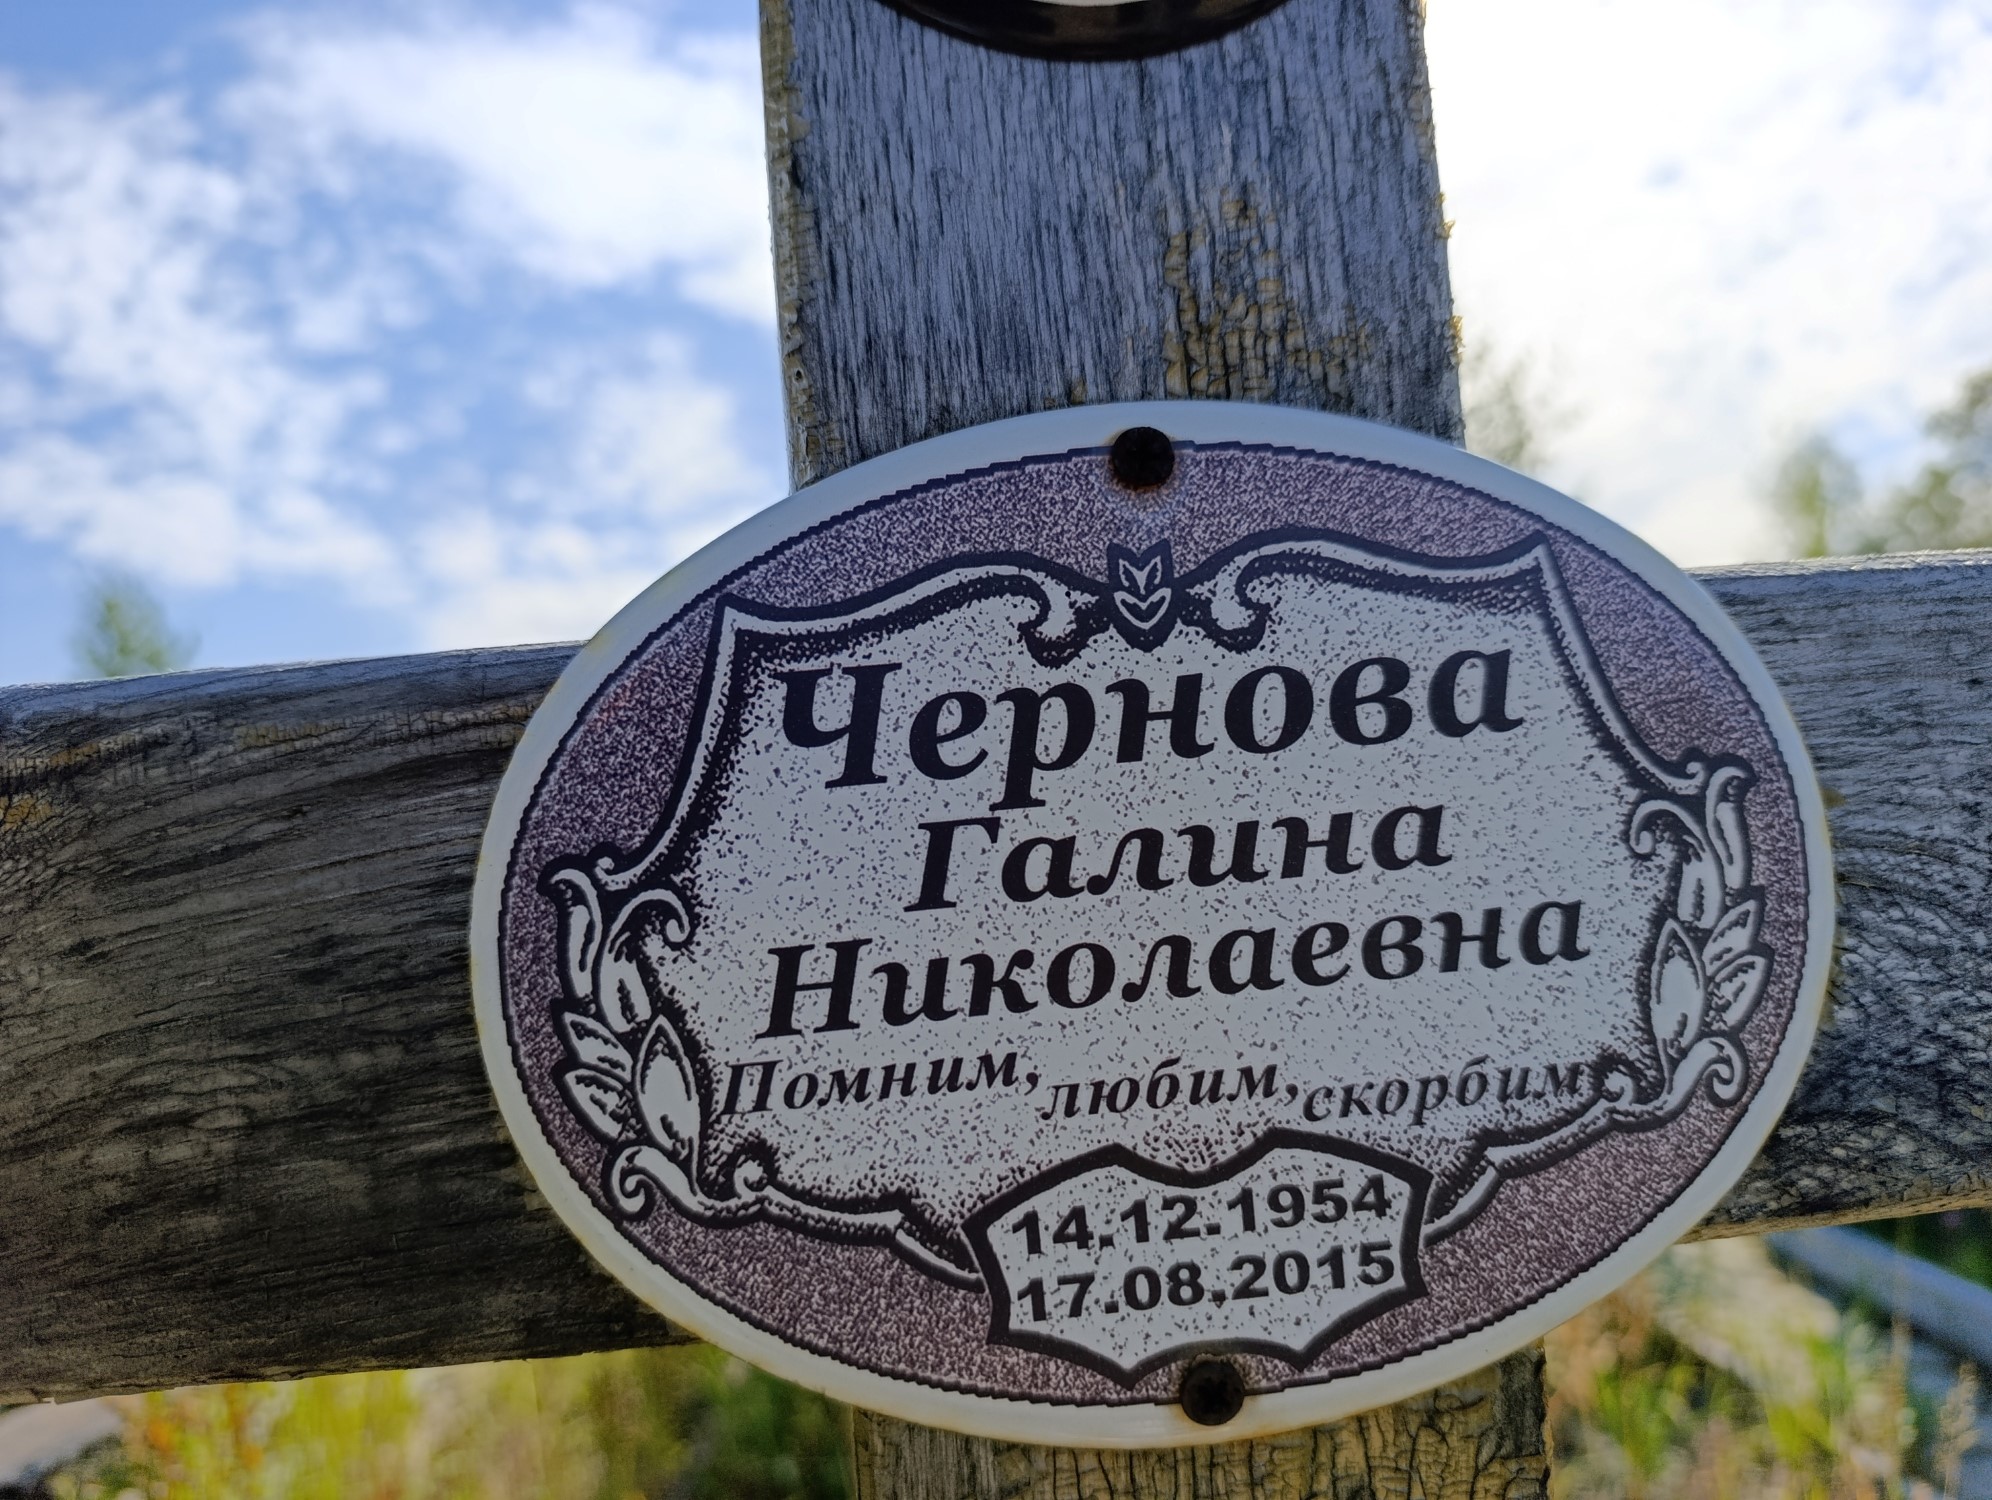 Чернова
Галина
Николаевна
Помним, любим, скорбим
14.12.1954
17.08.2015